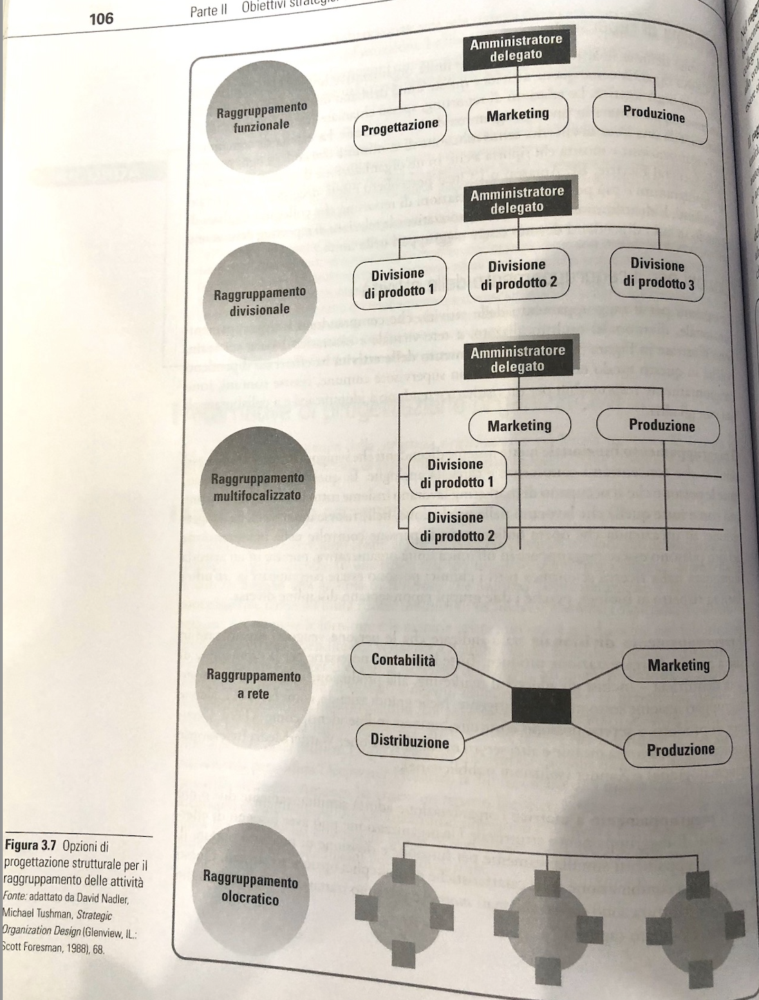 106
Parte II Obiettivi
Raggruppamento
funzionale
Amministratore
delegato
Progettazione
Marketing
Produzione
Raggruppamento
divisionale
Amministratore
delegato
Divisione
di prodotto 1
Divisione
di prodotto 2
Divisione
di prodotto 3
Raggruppamento
multifocalizzato
Amministratore
delegato
Marketing
Produzione
Divisione
di prodotto 1
Divisione
di prodotto 2
Raggruppamento
a rete
Contabilità
Marketing
Distribuzione
Produzione
Raggruppamento
olocratico
Figura 3.7 Opzioni di
progettazione strutturale per il
raggruppamento delle attività
Fonte: adattato da David Nadler,
Michael Tushman, Strategic
Organization Design (Glenview, IL.:
Scott Foresman, 1988), 68.